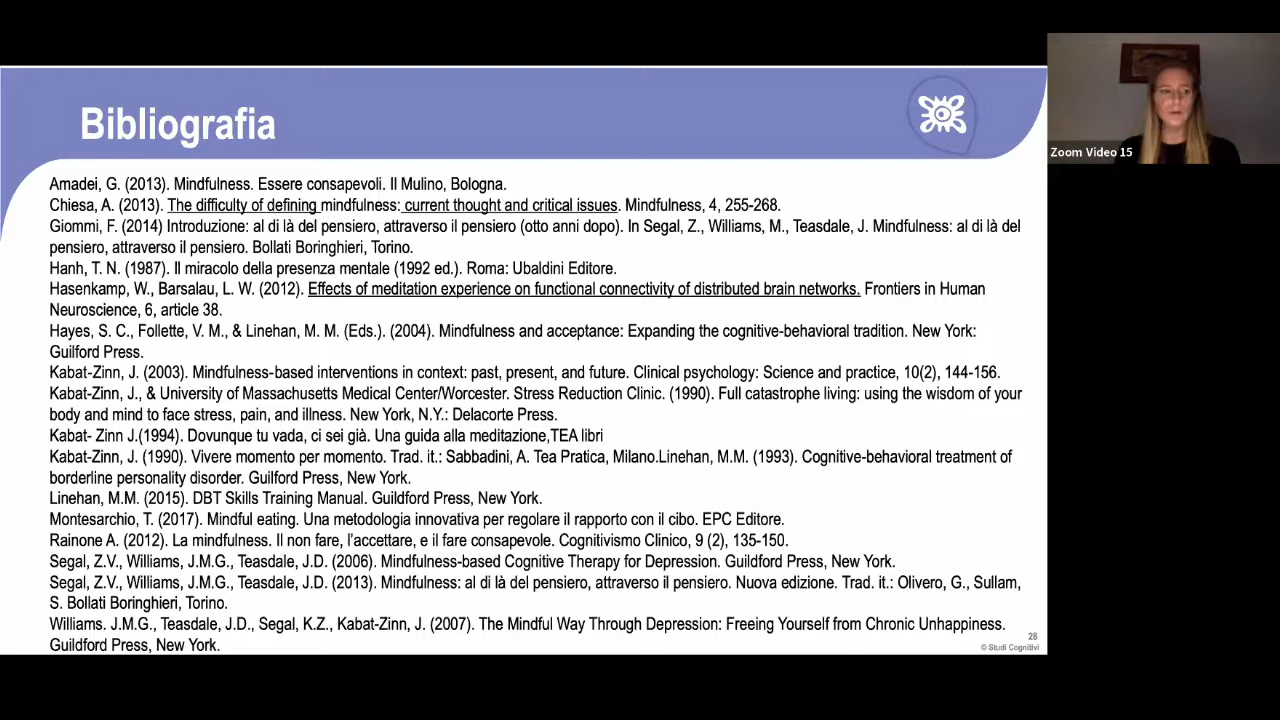 Bibliografia
Zoom Video 15
Amadei, G. (2013). Mindfulness. Essere consapevoli. Il Mulino, Bologna.
Chiesa, A. (2013). The difficulty of defining mindfulness: current thought and critical issues. Mindfulness, 4, 255-268.
Giommi, F. (2014) Introduzione: al di là del pensiero, attraverso il pensiero (otto anni dopo). In Segal, Z., Williams, M., Teasdale, J. Mindfulness: al di là del
pensiero, attraverso il pensiero. Bollati Boringhieri, Torino.
Hanh, T. N. (1987). Il miracolo della presenza mentale (1992 ed.). Roma: Ubaldini Editore.
Hasenkamp, W., Barsalau, L. W. (2012). Effects of meditation experience on functional connectivity of distributed brain networks. Frontiers in Human
Neuroscience, 6, article 38.
Hayes, S. C., Follette, V. M., & Linehan, M. M. (Eds.). (2004). Mindfulness and acceptance: Expanding the cognitive-behavioral tradition. New York:
Guilford Press.
Kabat-Zinn, J. (2003). Mindfulness-based interventions in context: past, present, and future. Clinical psychology: Science and practice, 10(2), 144-156.
Kabat-Zinn, J., & University of Massachusetts Medical Center/Worcester. Stress Reduction Clinic. (1990). Full catastrophe living: using the wisdom of your
body and mind to face stress, pain, and illness. New York, N.Y.: Delacorte Press.
Kabat- Zinn J.(1994). Dovunque tu vada, ci sei già. Una guida alla meditazione,TEA libri
Kabat-Zinn, J. (1990). Vivere momento per momento. Trad. it.: Sabbadini, A. Tea Pratica, Milano.Linehan, M.M. (1993). Cognitive-behavioral treatment of
borderline personality disorder. Guilford Press, New York.
Linehan, M.M. (2015). DBT Skills Training Manual. Guildford Press, New York.
Montesarchio, T. (2017). Mindful eating. Una metodologia innovativa per regolare il rapporto con il cibo. EPC Editore.
Rainone A. (2012). La mindfulness. Il non fare, l'accettare, e il fare consapevole. Cognitivismo Clinico, 9 (2), 135-150.
Segal, Z.V., Williams, J.M.G., Teasdale, J.D. (2006). Mindfulness-based Cognitive Therapy for Depression. Guildford Press, New York.
Segal, Z.V., Williams, J.M.G., Teasdale, J.D. (2013). Mindfulness: al di là del pensiero, attraverso il pensiero. Nuova edizione. Trad. it.: Olivero, G., Sullam,
S. Bollati Boringhieri, Torino.
Williams. J.M.G., Teasdale, J.D., Segal, K.Z., Kabat-Zinn, J. (2007). The Mindful Way Through Depression: Freeing Yourself from Chronic Unhappiness.
Guildford Press, New York.
28
© Studi Cognitivi